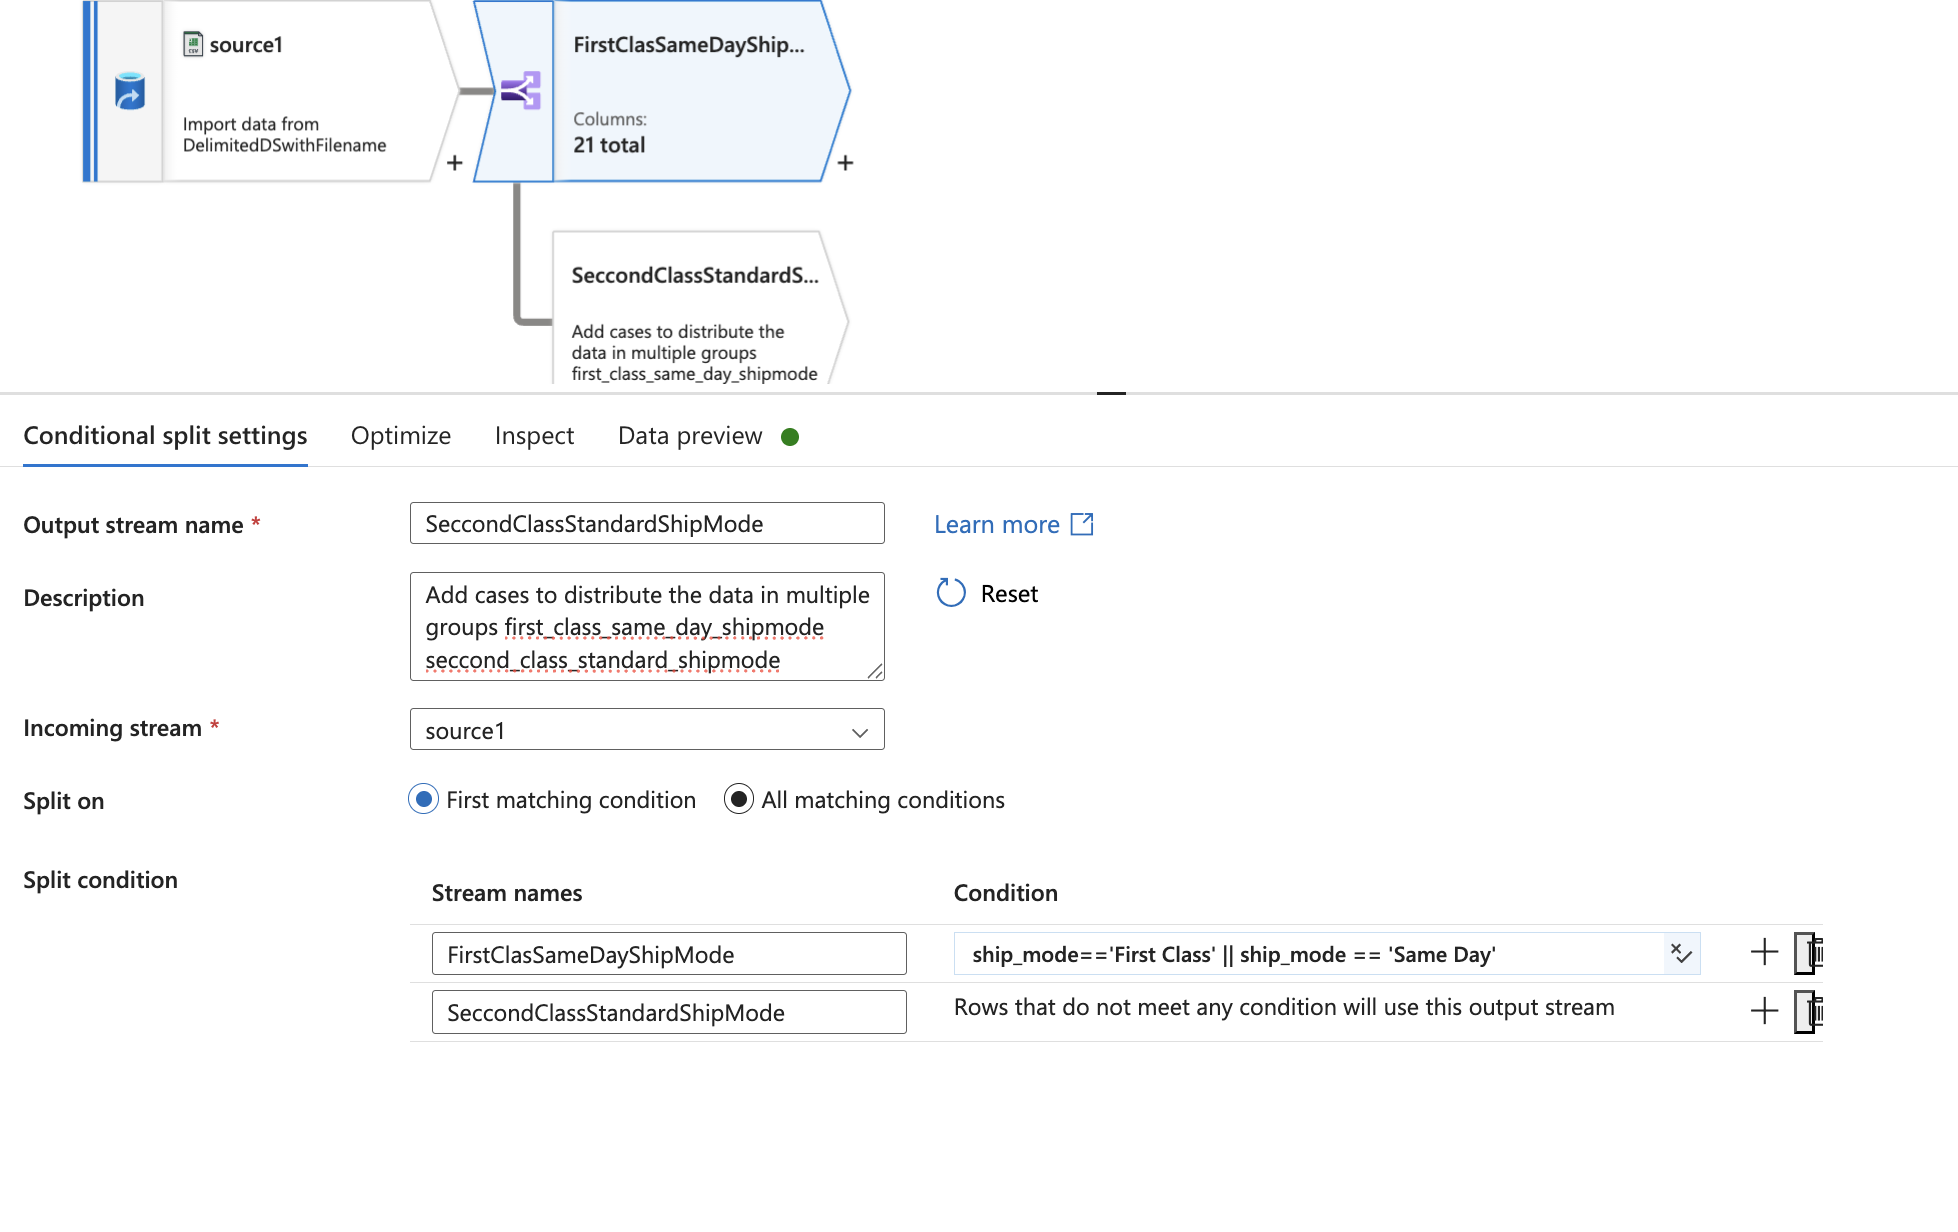 source1
Import data from
DelimitedDSwithFilename
+
FirstClasSameDayShip...
Columns:
21 total
+
SeccondClassStandardS...
Add cases to distribute the
data in multiple groups
first_class_same_day_shipmode
Conditional split settings Optimize Inspect Data preview
Output stream name * SeccondClassStandardShipMode Learn more
Description Add cases to distribute the data in multiple
groups first_class_same_day_shipmode
seccond_class_standard_shipmode
Reset
Incoming stream * source1
Split on First matching condition All matching conditions
Split condition
Stream names Condition
FirstClasSameDayShipMode ship_mode=='First Class' || ship_mode == 'Same Day'
SeccondClassStandardShipMode Rows that do not meet any condition will use this output stream